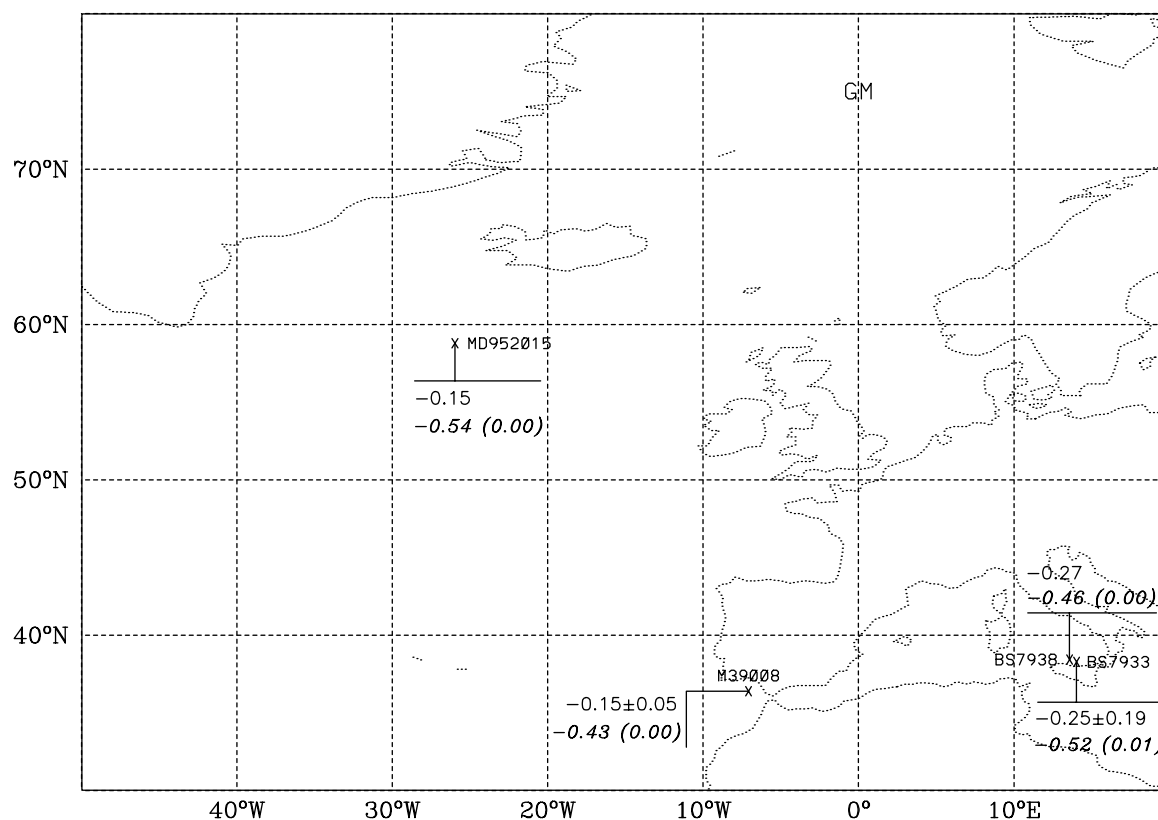 GM
70°N
60°N
MD952015
-0.15
-0.54 (0.00)
50°N
-0.27
-0.46 (0.00)
40°N
BS7938 BS7933
M39008
-0.15±0.05
-0.43 (0.00)
-0.25±0.19
-0.52 (0.01)
40°W 30°W 20°W 10°W 0° 10°E